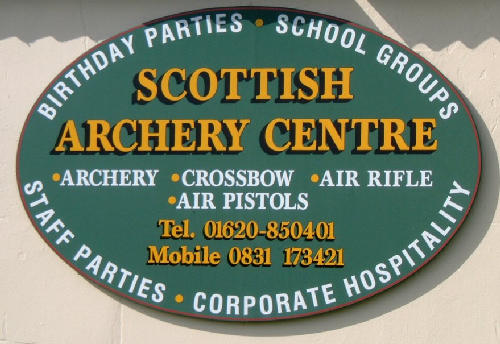 BIRTHDAY PARTIES • SCHOOL GROUPS
SCOTTISH
ARCHERY CENTRE
•ARCHERY •CROSSBOW •AIR RIFLE
•AIR PISTOLS
Tel. 01620-850401
Mobile 0831 173421
STAFF PARTIES • CORPORATE HOSPITALITY